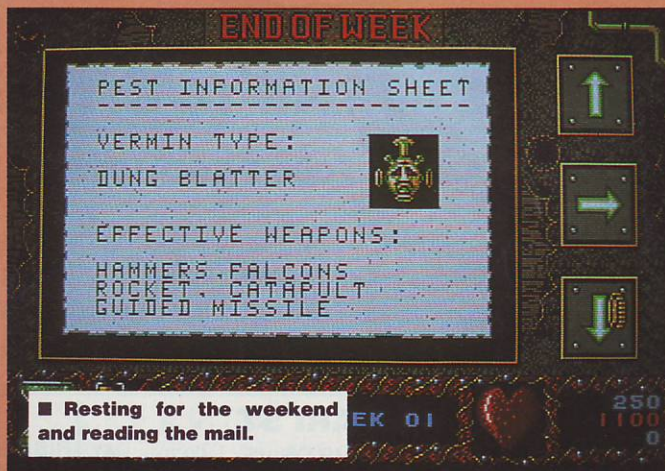 END OF WEEK
PEST INFORMATION SHEET
VERMIN TYPE:
DUNG BLATTER
EFFECTIVE WEAPONS:
HAMMERS, FALCONS
ROCKET, CATAPULT
GUIDED MISSILE
■ Resting for the weekend
and reading the mail.
EK 01
250
1100
0